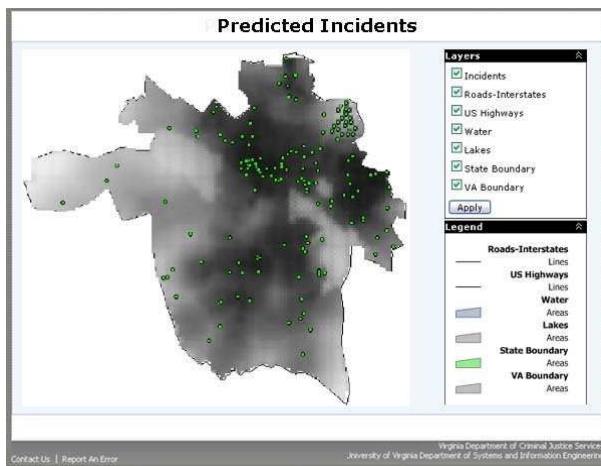 Predicted Incidents
Layers
Incidents
Roads-Interstates
US Highways
Water
Lakes
State Boundary
VA Boundary
Apply
Legend
Roads-Interstates
Lines
US Highways
Lines
Water
Areas
Lakes
Areas
State Boundary
Areas
VA Boundary
Areas
Virginia Department of Criminal Justice Service
Contact Us | Report An Error
University of Virginia Department of Systems and Information Engineering